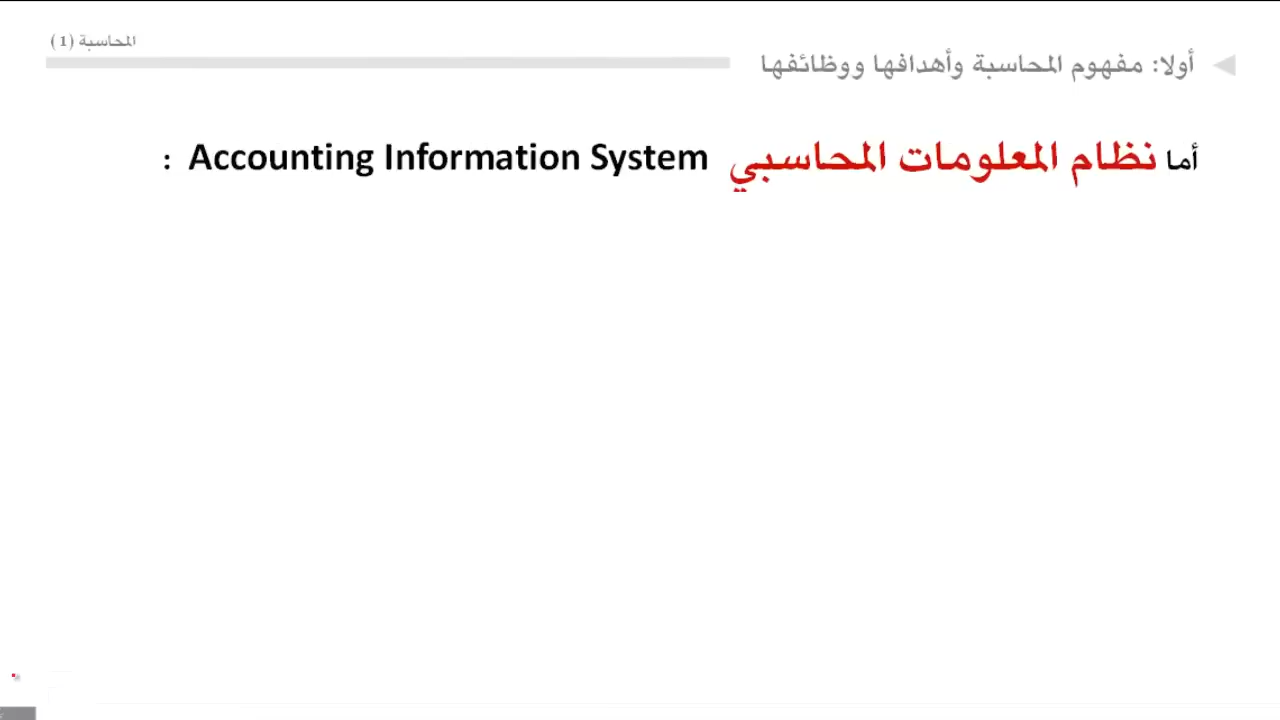 المحاسبة (1)
أولا: مفهوم المحاسبة وأهدافها ووظائفها
أما نظام المعلومات المحاسبي Accounting Information System :